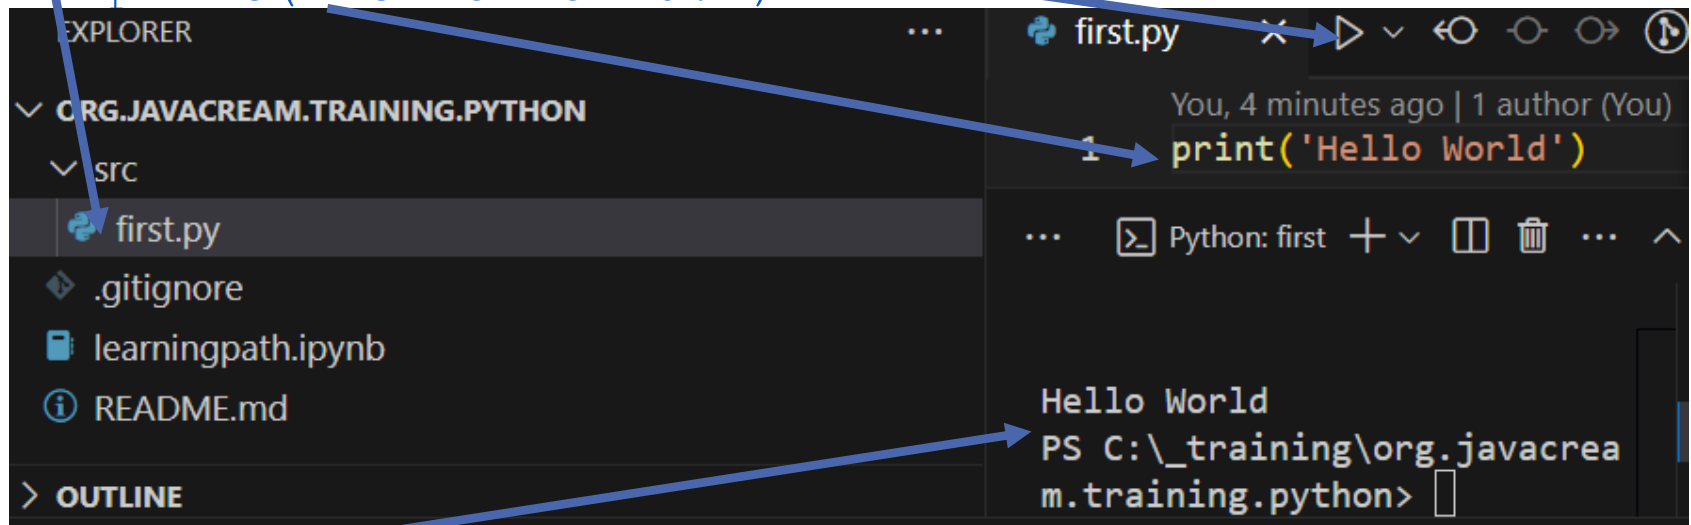 EXPLORER
ORG.JAVACREAM.TRAINING.PYTHON
src
first.py
.gitignore
learningpath.ipynb
README.md
OUTLINE
first.py
You, 4 minutes ago | 1 author (You)
1 print('Hello World')
Python: first
Hello World
PS C:\_training\org.javacrea
m.training.python>